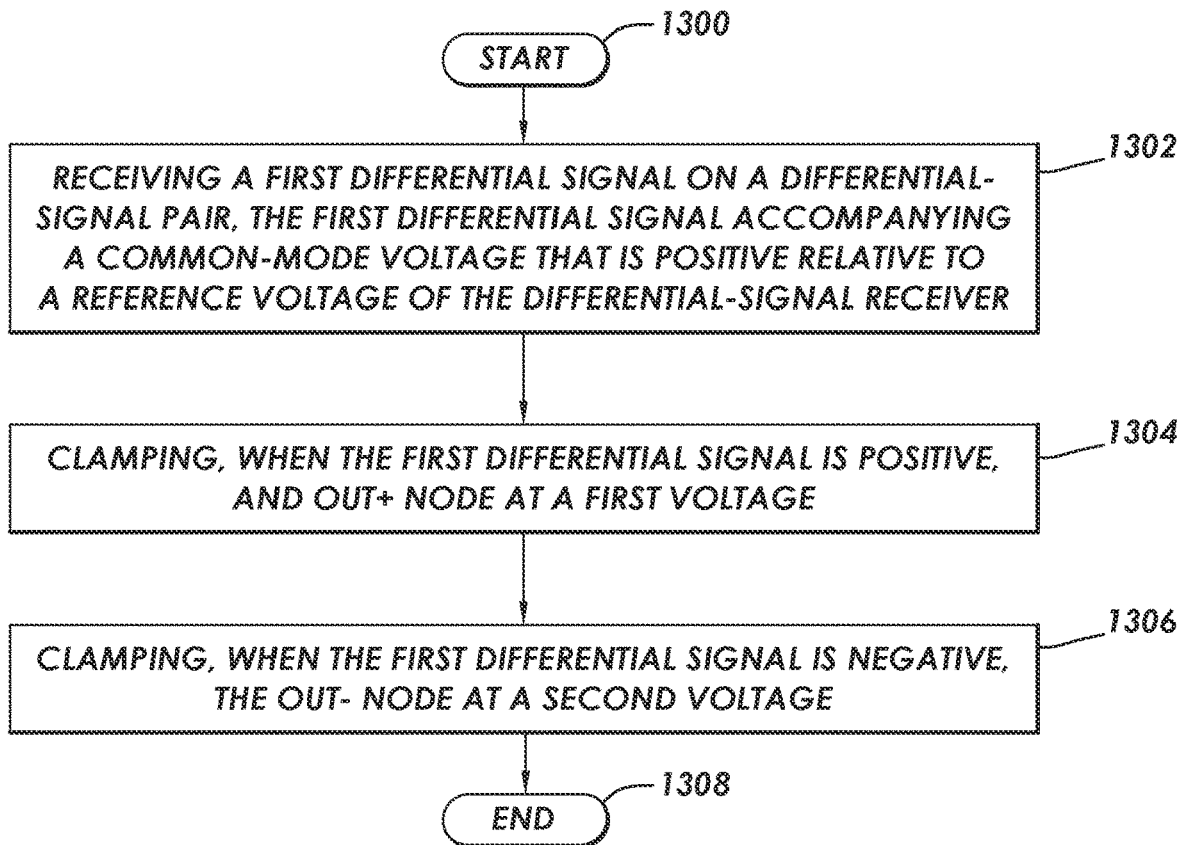 1300
START
1302
RECEIVING A FIRST DIFFERENTIAL SIGNAL ON A DIFFERENTIAL-
SIGNAL PAIR, THE FIRST DIFFERENTIAL SIGNAL ACCOMPANYING
A COMMON-MODE VOLTAGE THAT IS POSITIVE RELATIVE TO
A REFERENCE VOLTAGE OF THE DIFFERENTIAL-SIGNAL RECEIVER
1304
CLAMPING, WHEN THE FIRST DIFFERENTIAL SIGNAL IS POSITIVE,
AND OUT+ NODE AT A FIRST VOLTAGE
1306
CLAMPING, WHEN THE FIRST DIFFERENTIAL SIGNAL IS NEGATIVE,
THE OUT- NODE AT A SECOND VOLTAGE
1308
END